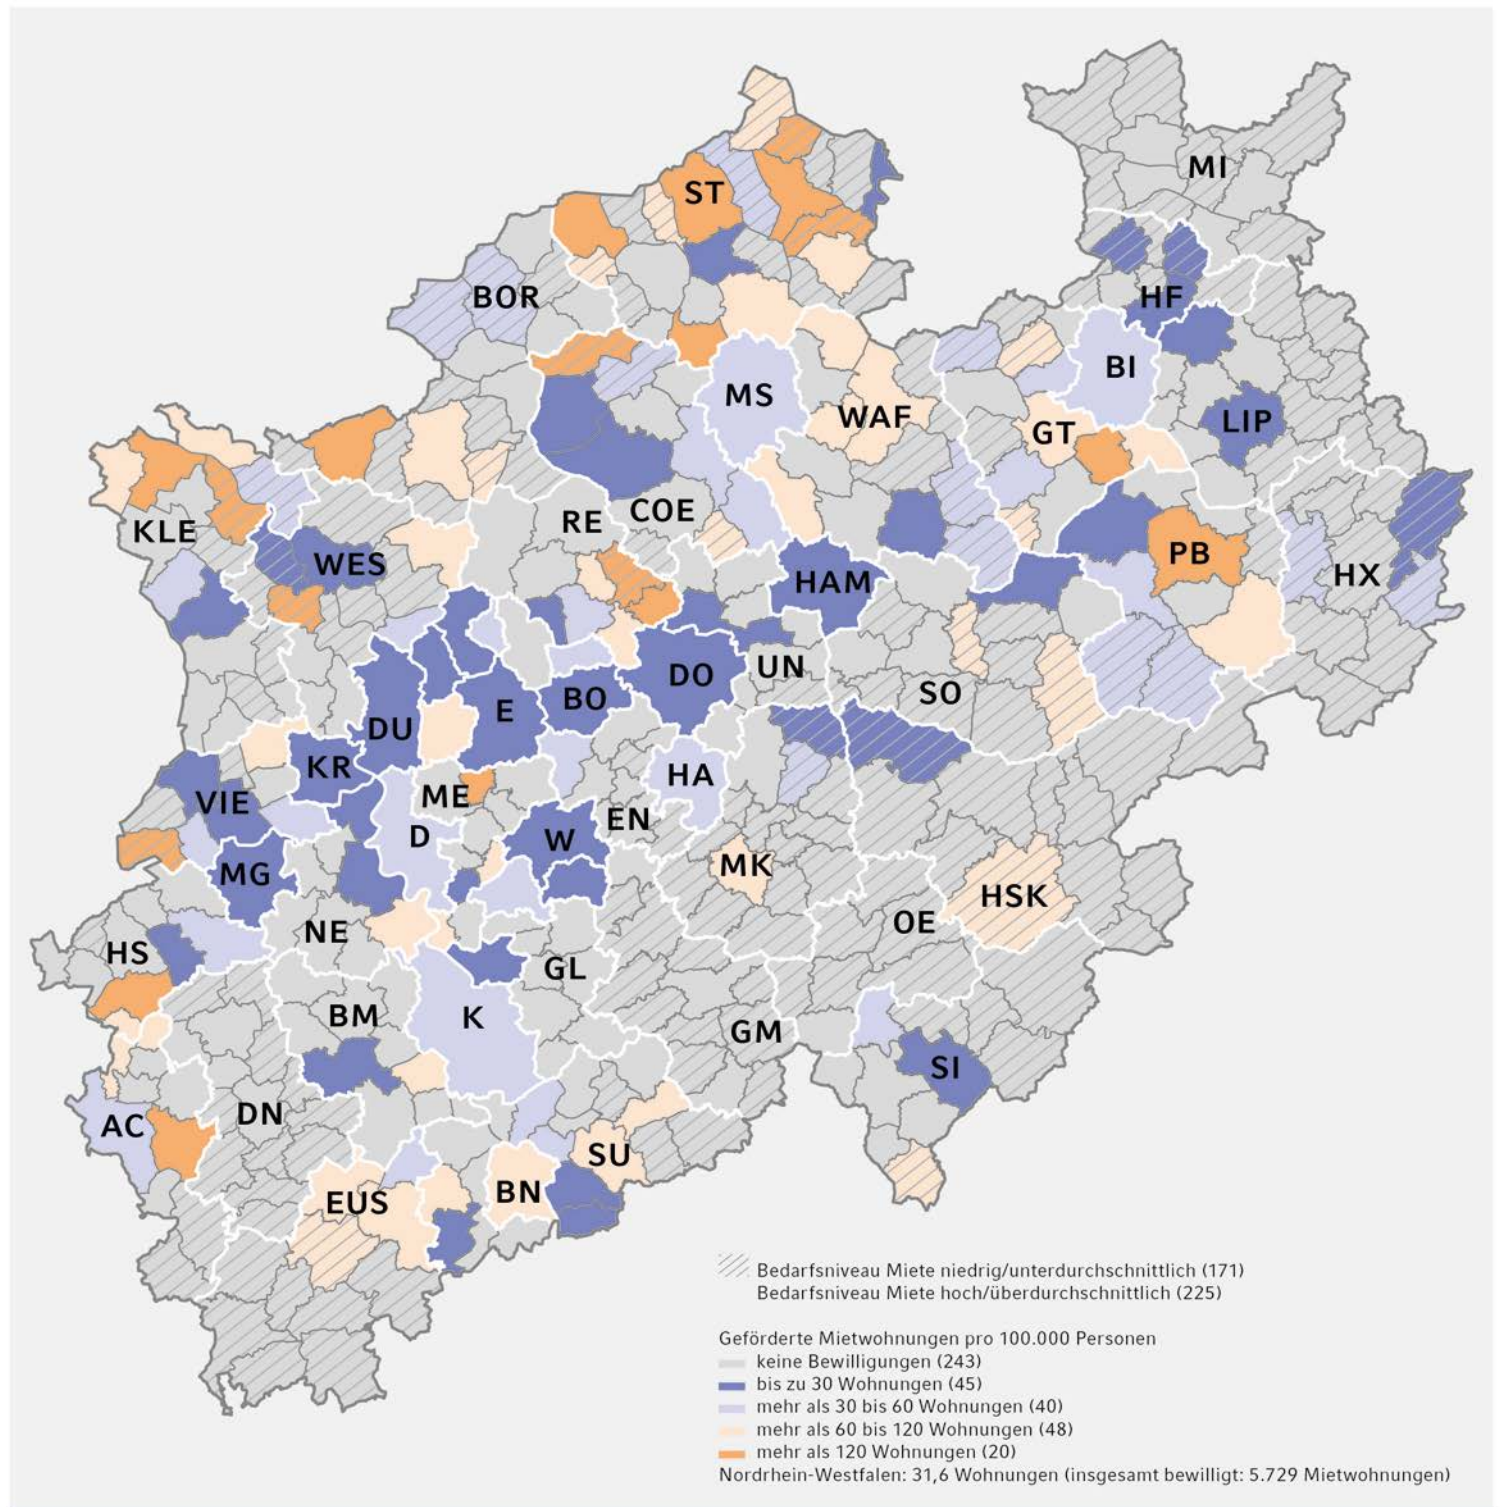 MI
ST
BOR
HF
BI
MS
WAF
GT
LIP
KLE
RE
COE
WES
HAM
PB
HX
DO
UN
BO
E
SO
DU
KR
HA
ME
VIE
D
EN
W
MG
MK
HSK
NE
OE
HS
GL
BM
K
GM
SI
DN
AC
SU
EUS
BN
Bedarfsniveau Miete niedrig/unterdurchschnittlich (171)
Bedarfsniveau Miete hoch/überdurchschnittlich (225)
Geförderte Mietwohnungen pro 100.000 Personen
keine Bewilligungen (243)
bis zu 30 Wohnungen (45)
mehr als 30 bis 60 Wohnungen (40)
mehr als 60 bis 120 Wohnungen (48)
mehr als 120 Wohnungen (20)
Nordrhein-Westfalen: 31,6 Wohnungen (insgesamt bewilligt: 5.729 Mietwohnungen)